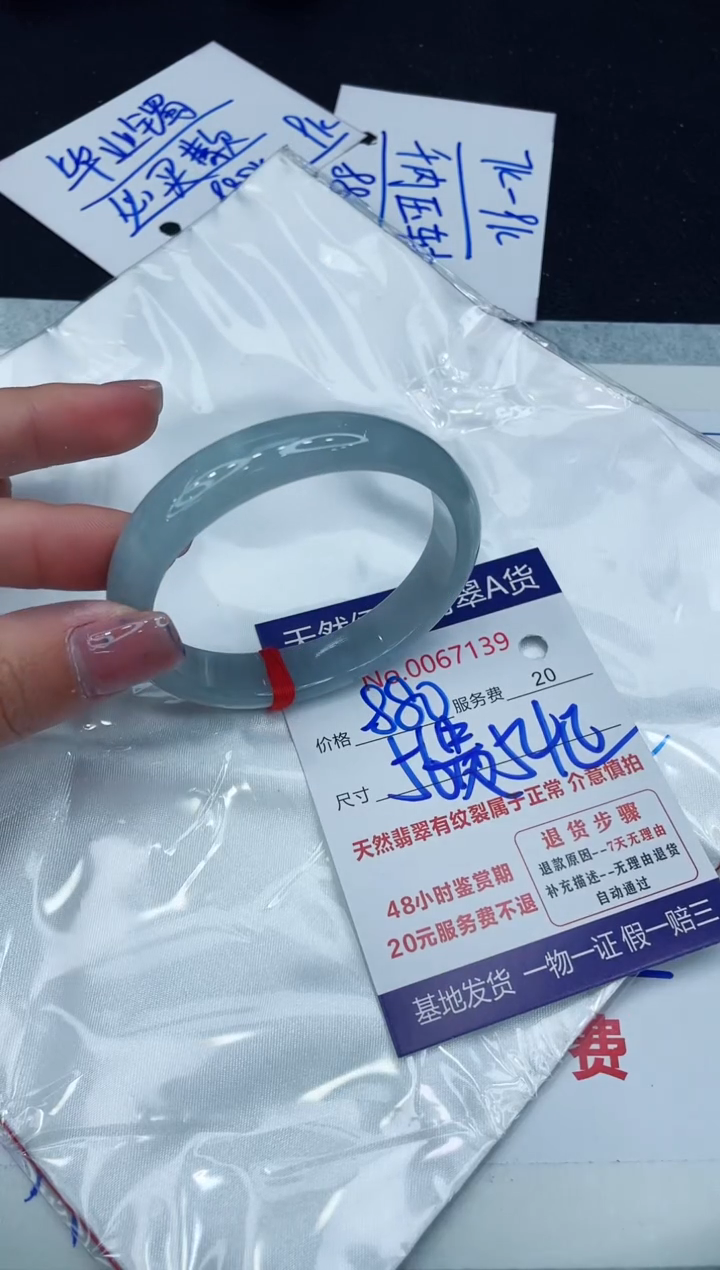 毕业镯
必买款
9K
7K-9K
天然 翠A货
No.0067139
价格 880 服务费 20
尺寸
天然翡翠有纹裂属于正常 介意慎拍
48小时鉴赏期
20元服务费不退
退货步骤
退款原因--7天无理由
补充描述--无理由退货
自动通过
基地发货 一物一证 假一赔三
费